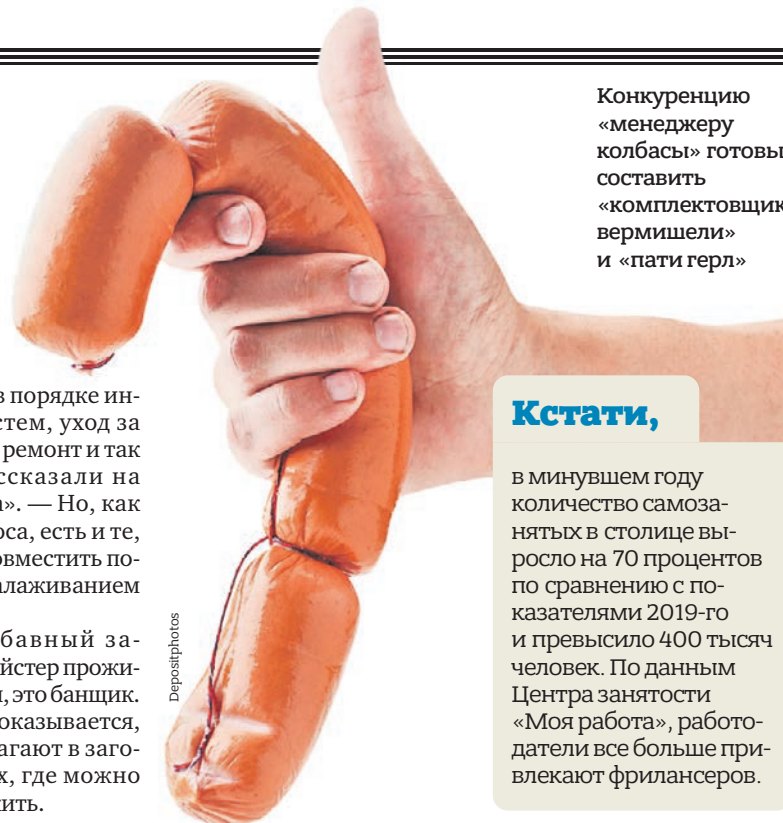 Конкуренцию
«менеджеру
колбасы» готовы
составить
«комплектовщик
вермишели»
и «пати герл»
в порядке ин-
стем, уход за
ремонт и так
ссказали на
». — Но, как
оса, есть и те,
овместить по-
алаживанием
бавный за-
йстер прожи-
, это банщик.
оказывается,
агают в заго-
х, где можно
жить.
Depositphotos
Кстати,
в минувшем году
количество самоза-
нятых в столице вы-
росло на 70 процентов
по сравнению с по-
казателями 2019-го
и превысило 400 тысяч
человек. По данным
Центра занятости
«Моя работа», работо-
датели все больше при-
влекают фрилансеров.